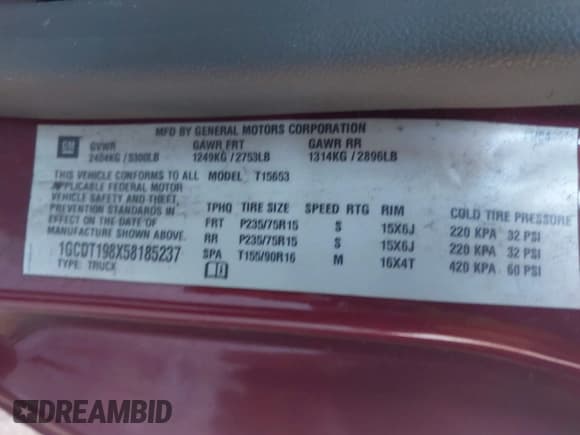 MFD BY GENERAL MOTORS CORPORATION
GM GVWR GAWR FRT GAWR RR
2404KG / 5300LB 1249KG / 2753LB 1314KG / 2896LB
THIS VEHICLE CONFORMS TO ALL MODEL T15653
APPLICABLE FEDERAL MOTOR
VEHICLE SAFETY AND THEFT
PREVENTION STANDARDS IN TPHQ TIRE SIZE SPEED RTG RIM COLD TIRE PRESSURE
EFFECT ON THE DATE OF FRT P235/75R15 S 15X6J 220 KPA 32 PSI
MANUFACTURE SHOWN ABOVE. RR P235/75R15 S 15X6J 220 KPA 32 PSI
1GCDT198X58185237 SPA T155/90R16 M 16X4T 420 KPA 60 PSI
TYPE: TRUCK
DREAMBID